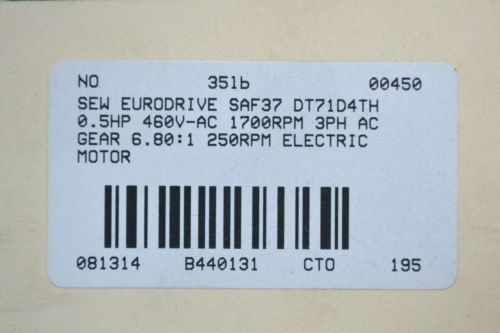 NO 35lb 00450
SEW EURODRIVE SAF37 DT71D4TH
0.5HP 460V-AC 1700RPM 3PH AC
GEAR 6.80:1 250RPM ELECTRIC
MOTOR
081314 B440131 CTO 195